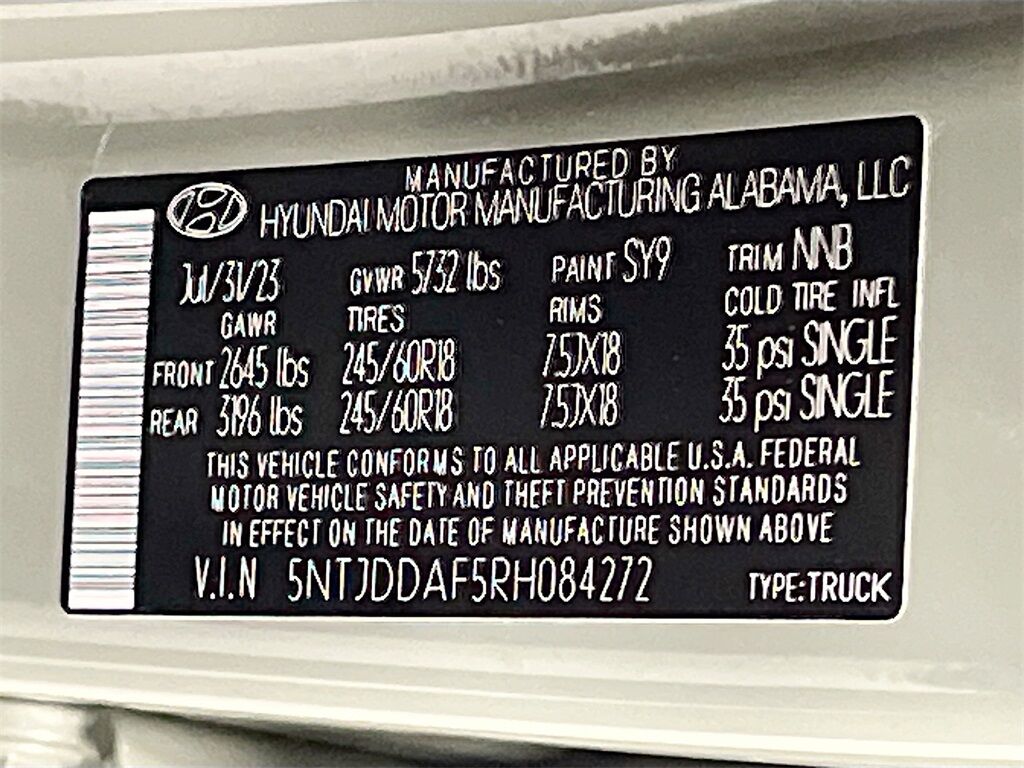 MANUFACTURED BY
HYUNDAI MOTOR MANUFACTURING ALABAMA, LLC
Jul/31/23 GVWR 5732 lbs PAINT SY9 TRIM NNB
GAWR TIRES RIMS COLD TIRE INFL
FRONT 2645 lbs 245/60R18 7.5JX18 35 psi SINGLE
REAR 3196 lbs 245/60R18 7.5JX18 35 psi SINGLE
THIS VEHICLE CONFORMS TO ALL APPLICABLE U.S.A. FEDERAL
MOTOR VEHICLE SAFETY AND THEFT PREVENTION STANDARDS
IN EFFECT ON THE DATE OF MANUFACTURE SHOWN ABOVE
V.I.N 5NTJDDAF5RH084272 TYPE:TRUCK